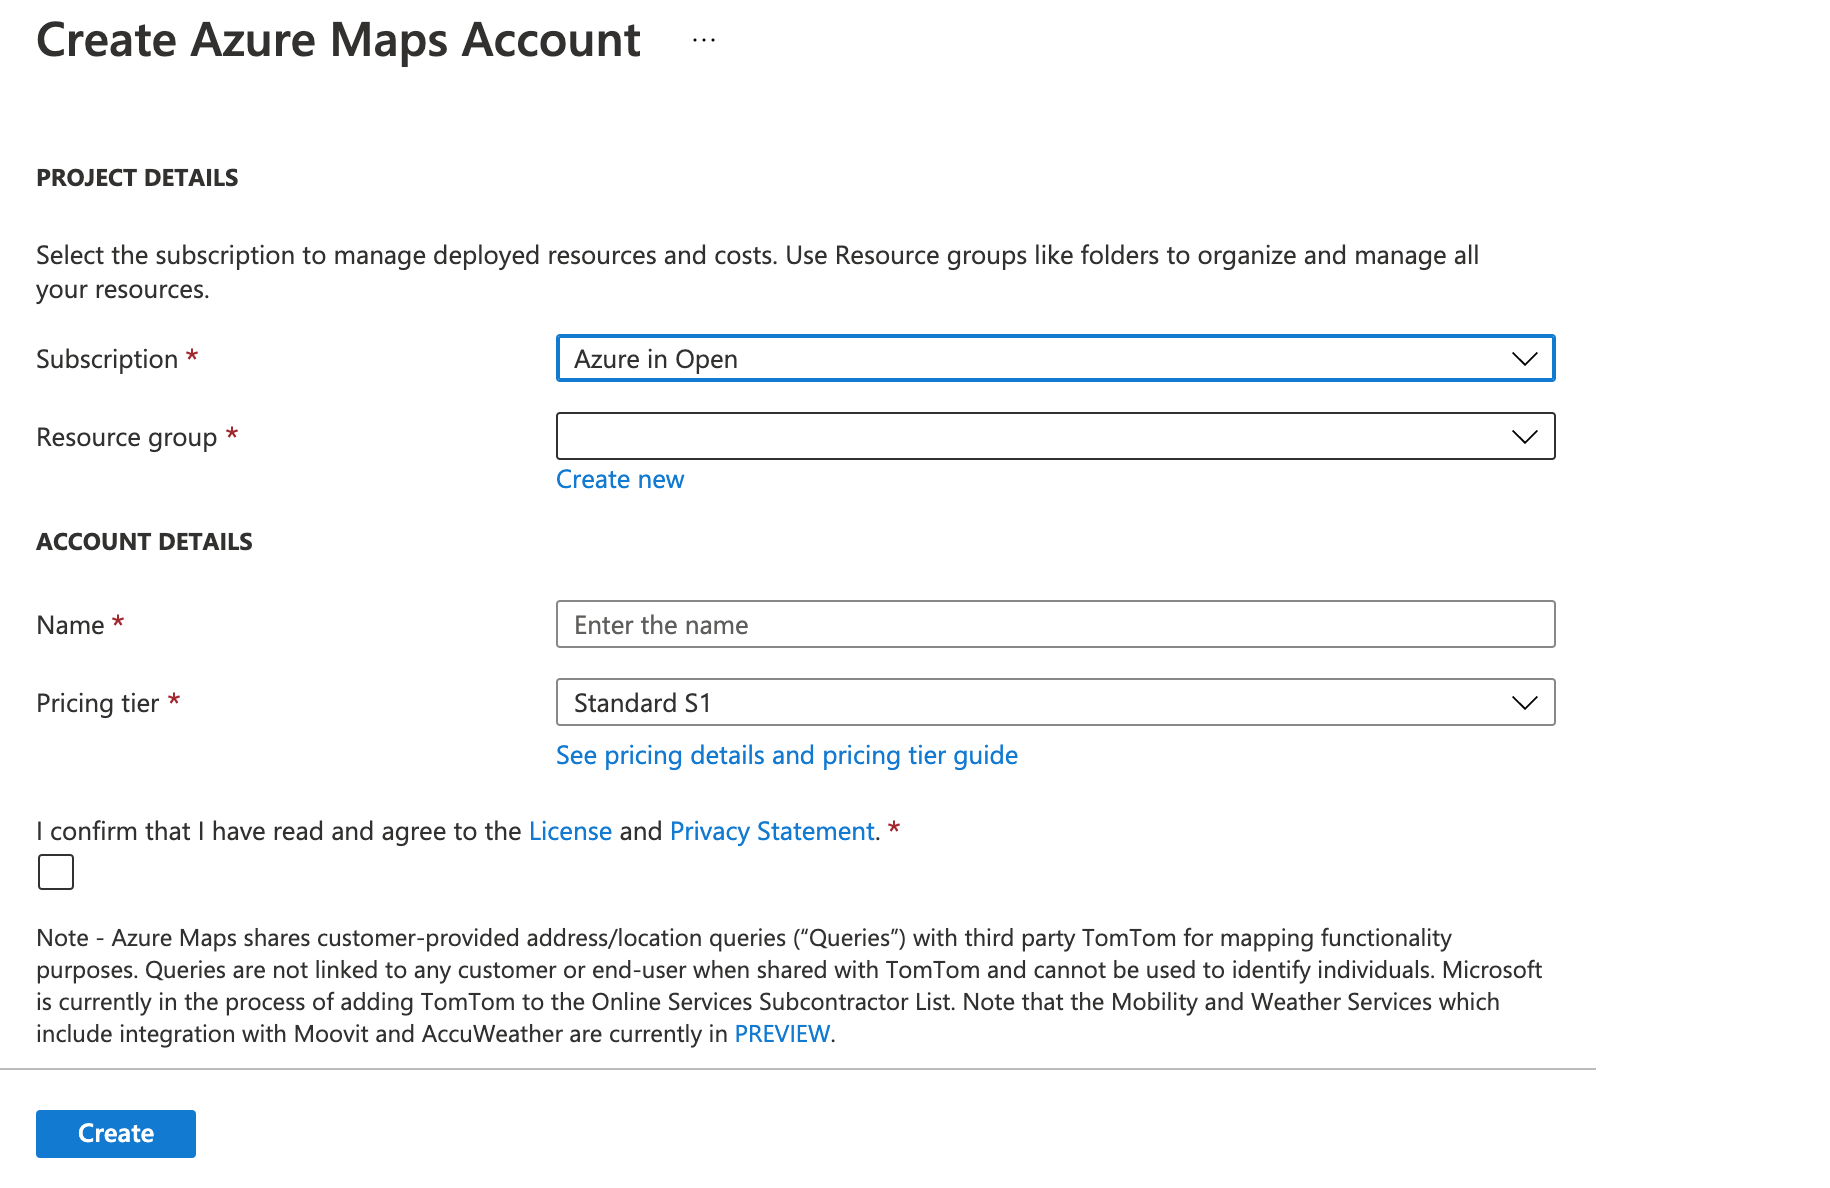 Create Azure Maps Account ...
PROJECT DETAILS
Select the subscription to manage deployed resources and costs. Use Resource groups like folders to organize and manage all
your resources.
Subscription *
Azure in Open
Resource group *
Create new
ACCOUNT DETAILS
Name *
Enter the name
Pricing tier *
Standard S1
See pricing details and pricing tier guide
I confirm that I have read and agree to the License and Privacy Statement. *
Note - Azure Maps shares customer-provided address/location queries (“Queries”) with third party TomTom for mapping functionality
purposes. Queries are not linked to any customer or end-user when shared with TomTom and cannot be used to identify individuals. Microsoft
is currently in the process of adding TomTom to the Online Services Subcontractor List. Note that the Mobility and Weather Services which
include integration with Moovit and AccuWeather are currently in PREVIEW.
Create